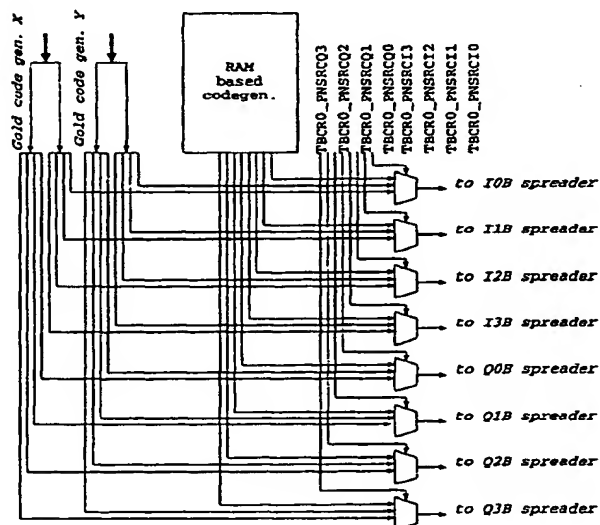 Gold code gen. X
Gold code gen. Y
RAM
based
codegen.
TBCR0_PNSRCQ3
TBCR0_PNSRCQ2
TBCR0_PNSRCQ1
TBCR0_PNSRCQ0
TBCR0_PNSRCI3
TBCR0_PNSRCI2
TBCR0_PNSRCI1
TBCR0_PNSRCI0
to I0B spreader
to I1B spreader
to I2B spreader
to I3B spreader
to Q0B spreader
to Q1B spreader
to Q2B spreader
to Q3B spreader